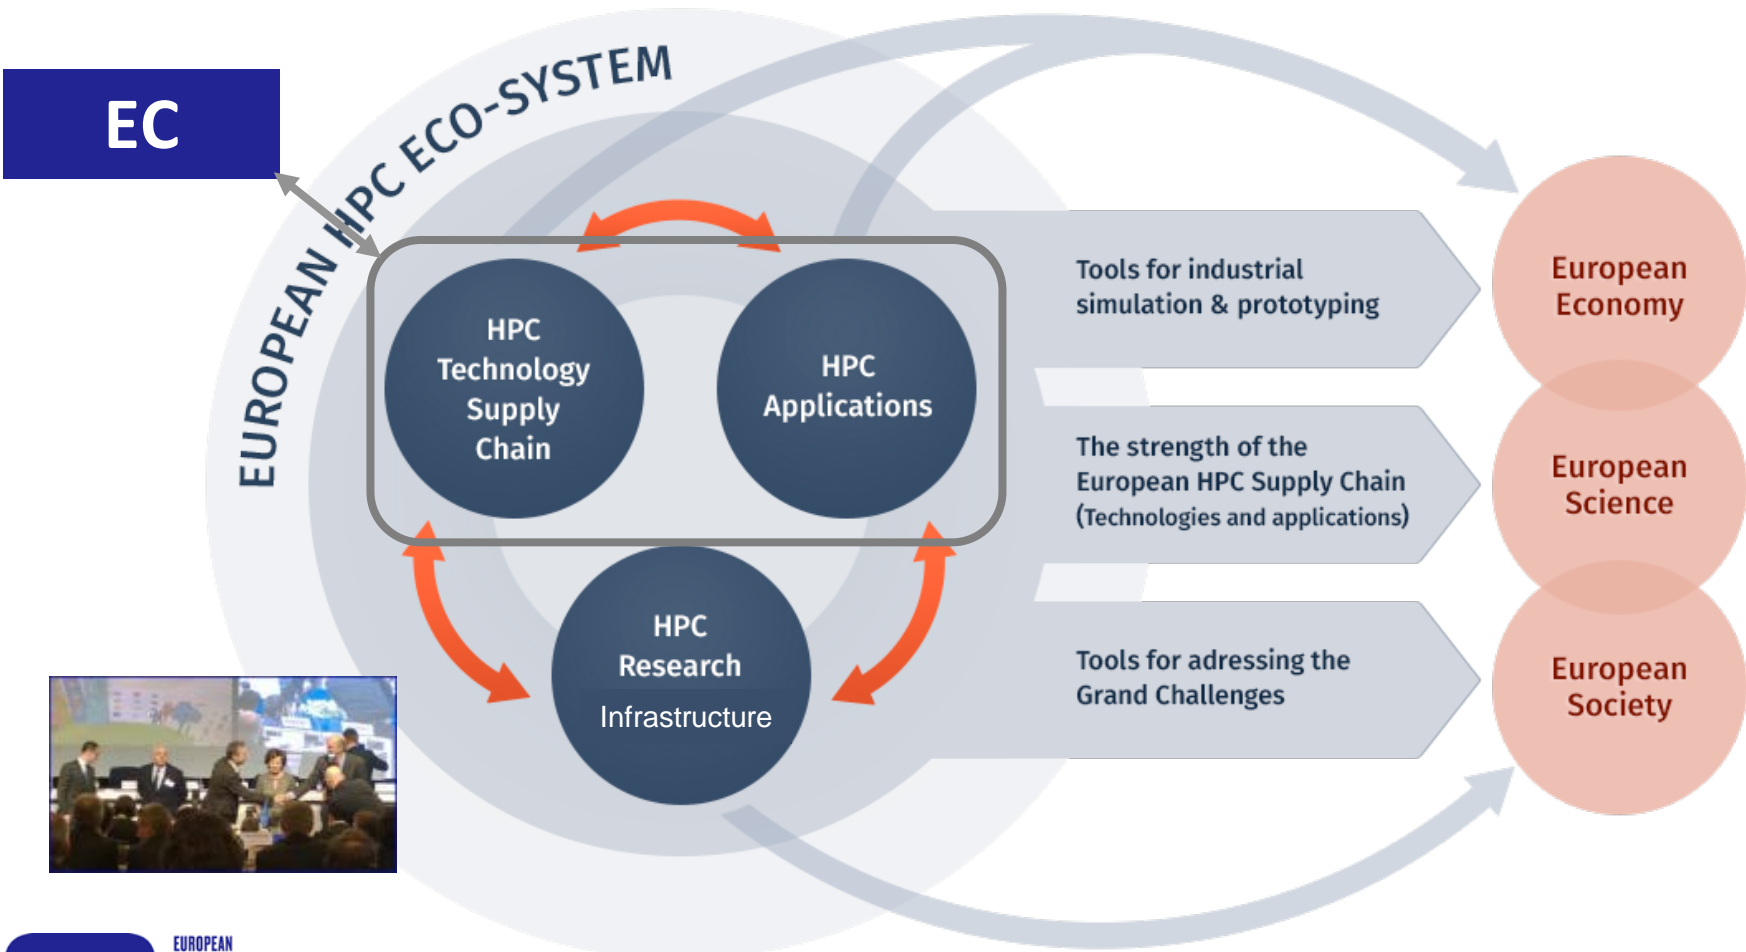 EC
EUROPEAN HPC ECO-SYSTEM
HPC
Technology
Supply
Chain
HPC
Applications
HPC
Research
Infrastructure
Tools for industrial
simulation & prototyping
The strength of the
European HPC Supply Chain
(Technologies and applications)
Tools for adressing the
Grand Challenges
European
Economy
European
Science
European
Society
EUROPEAN